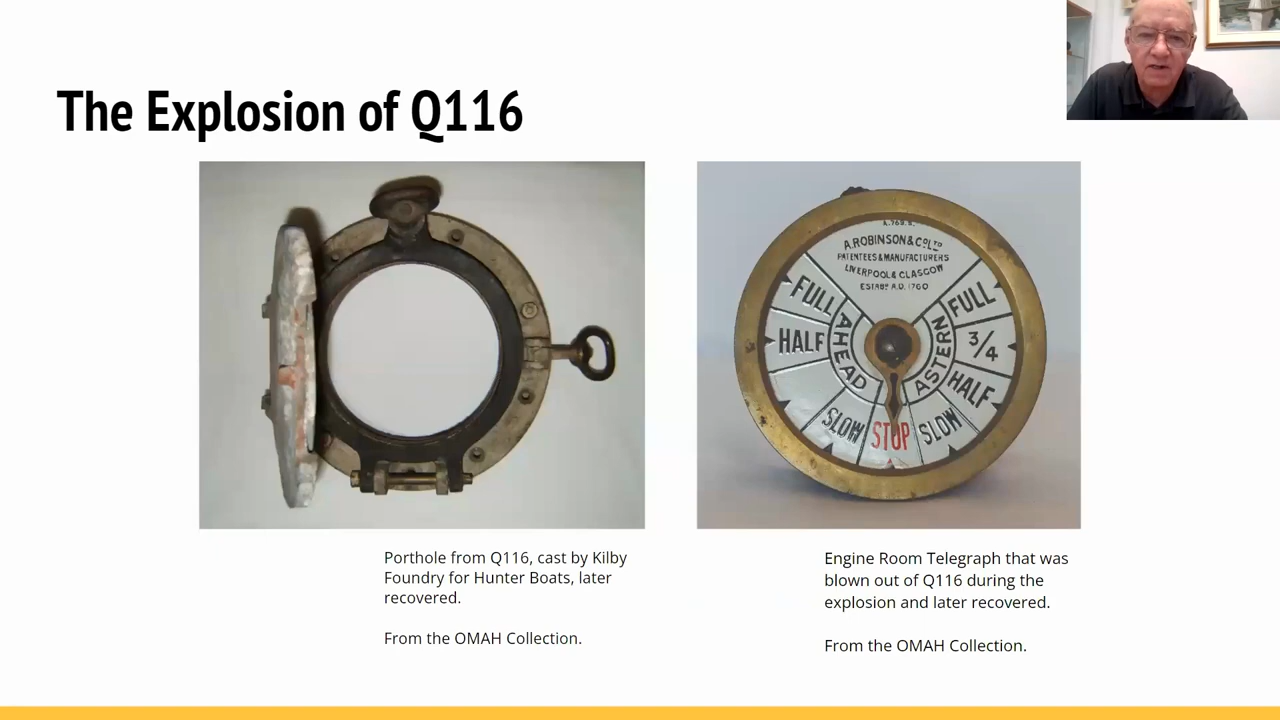 The Explosion of Q116
A. ROBINSON & CO. LTD
PATENTEES & MANUFACTURERS
LIVERPOOL & GLASGOW
ESTABD A.D. 1760
FULL
HALF
SLOW
AHEAD
STOP
ASTERN
FULL
3/4
HALF
SLOW
Porthole from Q116, cast by Kilby
Foundry for Hunter Boats, later
recovered.
From the OMAH Collection.
Engine Room Telegraph that was
blown out of Q116 during the
explosion and later recovered.
From the OMAH Collection.